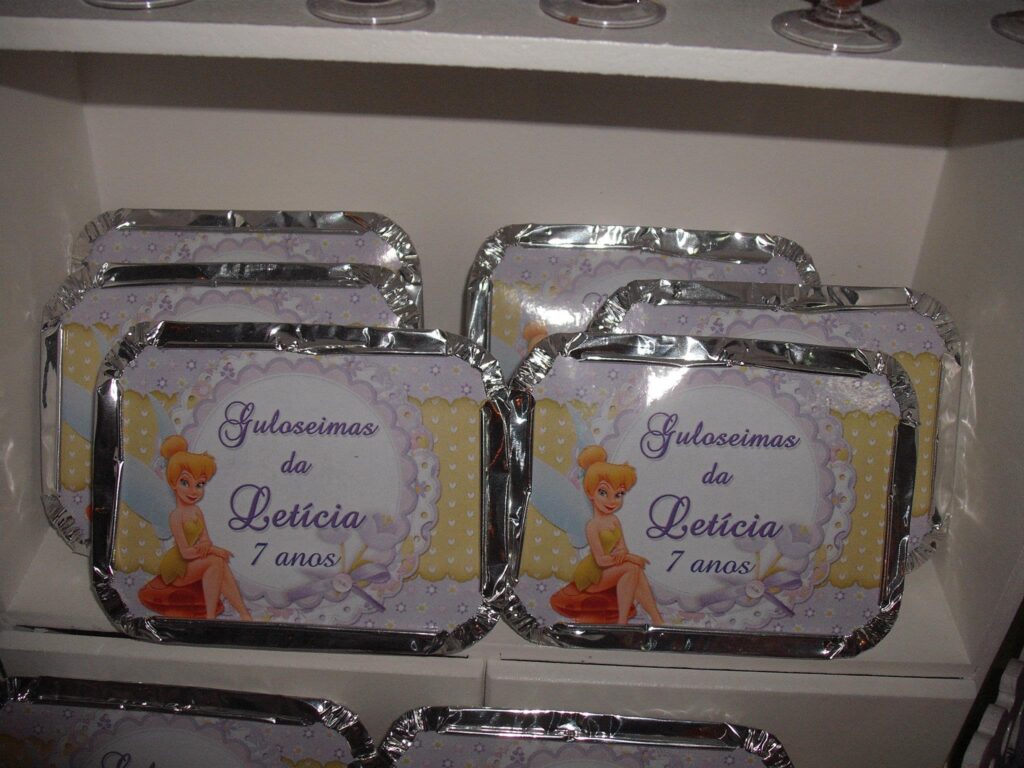 Guloseimas
da
Letícia
7 anos
Guloseimas
da
Letícia
7 anos